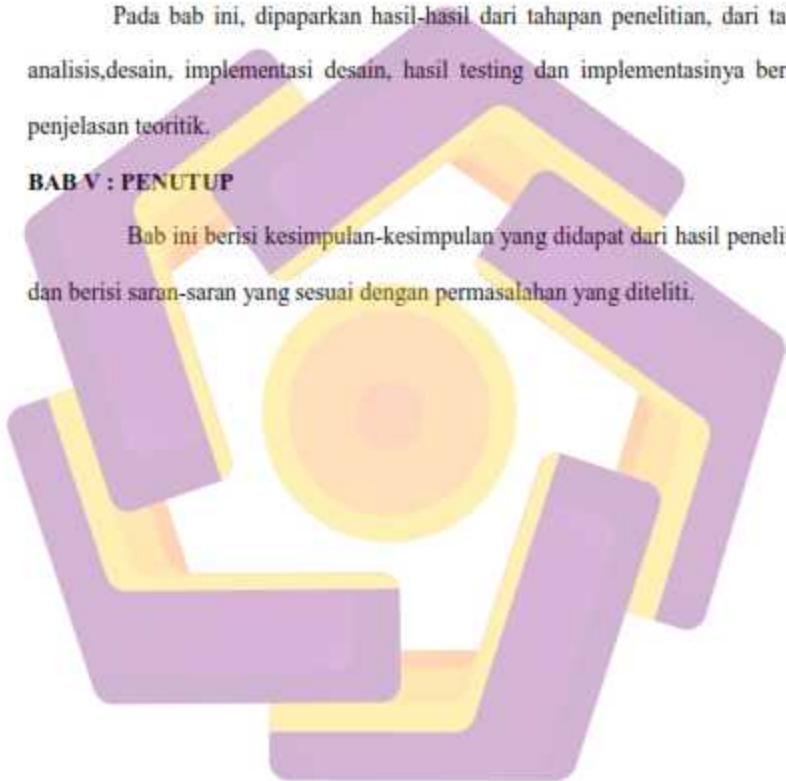 Pada bab ini, dipaparkan hasil-hasil dari tahapan penelitian, dari ta
analisis,desain, implementasi desain, hasil testing dan implementasinya ber
penjelasan teoritik.
BAB V : PENUTUP
Bab ini berisi kesimpulan-kesimpulan yang didapat dari hasil peneli
dan berisi saran-saran yang sesuai dengan permasalahan yang diteliti.